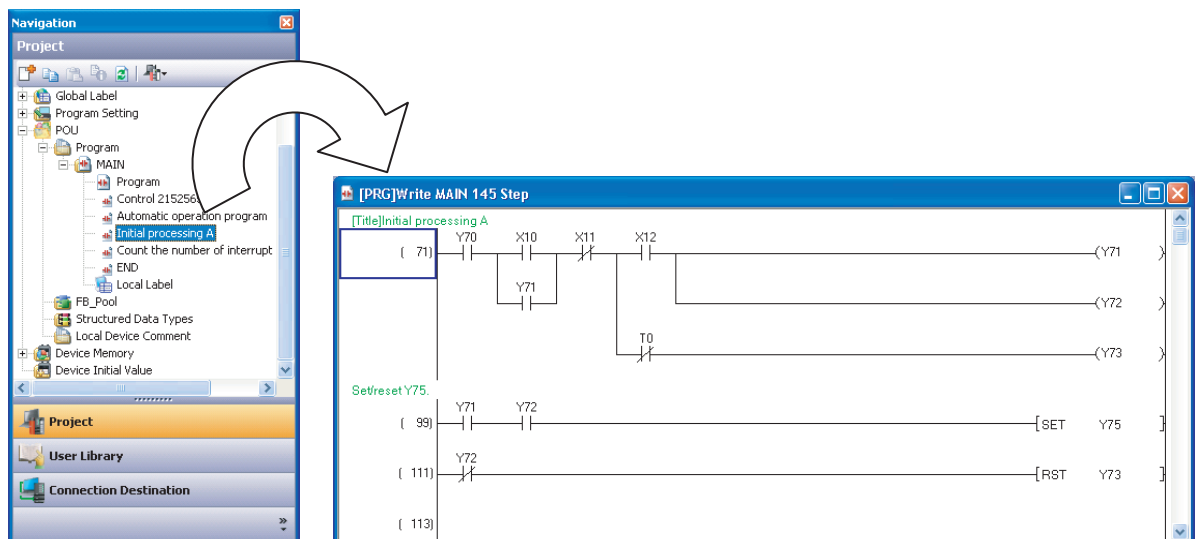 Navigation
Project
Global Label
Program Setting
POU
Program
MAIN
Program
Control 215256
Automatic operation program
Initial processing A
Count the number of interrupt
END
Local Label
FB_Pool
Structured Data Types
Local Device Comment
Device Memory
Device Initial Value
Project
User Library
Connection Destination
»
[PRG]Write MAIN 145 Step
[Title]Initial processing A
Y70 X10 X11 X12
( 71) (Y71 )
Y71
(Y72 )
T0
(Y73 )
Set/reset Y75.
Y71 Y72
( 99) [SET Y75 ]
Y72
( 111) [RST Y73 ]
( 113)